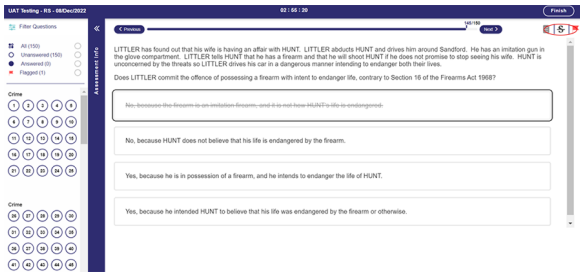 UAT Testing - RS - 08/Dec/2022
02 : 55 : 20
Finish
Filter Questions
All (150)
Unanswered (150)
Answered (0)
Flagged (1)
Assessment Info
Previous
145/150
Next
S
LITTLER has found out that his wife is having an affair with HUNT. LITTLER abducts HUNT and drives him around Sandford. He has an imitation gun in
the glove compartment. LITTLER tells HUNT that he has a firearm and that he will shoot HUNT if he does not promise to stop seeing his wife. HUNT is
unconcerned by the threats so LITTLER drives his car in a dangerous manner intending to endanger both their lives.
Does LITTLER commit the offence of possessing a firearm with intent to endanger life, contrary to Section 16 of the Firearms Act 1968?
No, because the firearm is an imitation firearm, and it is not how HUNT's life is endangered.
No, because HUNT does not believe that his life is endangered by the firearm.
Yes, because he is in possession of a firearm, and he intends to endanger the life of HUNT.
Yes, because he intended HUNT to believe that his life was endangered by the firearm or otherwise.
Crime
1 2 3 4 5
6 7 8 9 10
11 12 13 14 15
16 17 18 19 20
21 22 23 24 25
Crime
26 27 28 29 30
31 32 33 34 35
36 37 38 39 40
41 42 43 44 45